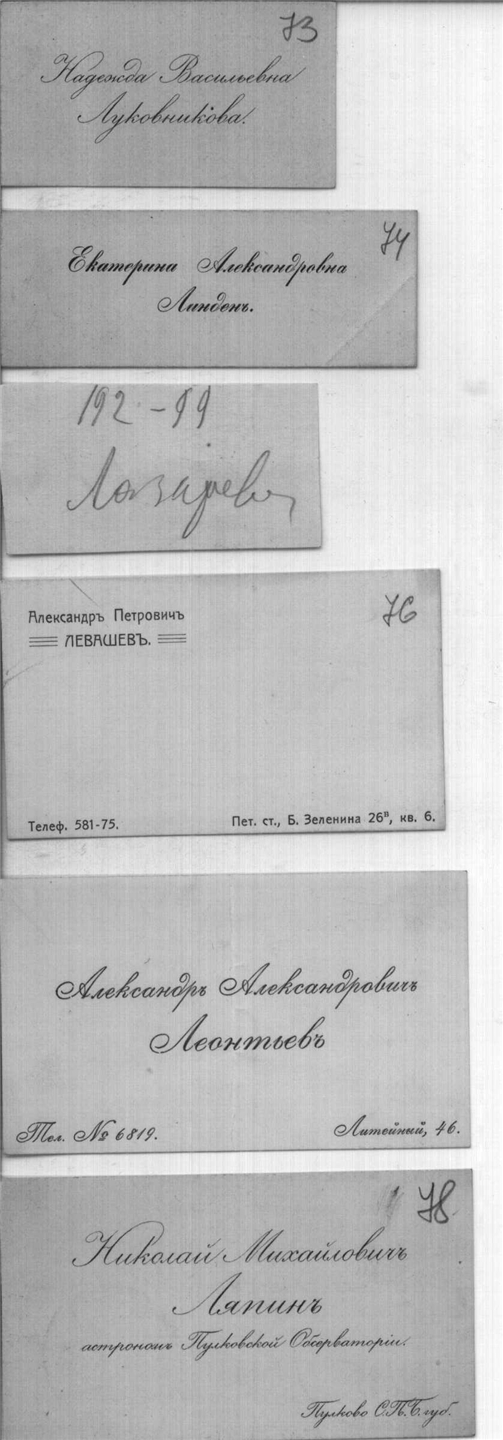 73
Надежда Васильевна
Луковникова.
74
Екатерина Александровна
Линденъ.
192-99
Лазарев
76
Александръ Петровичъ
ЛЕВАШЕВЪ.
Телеф. 581-75.
Пет. ст., Б. Зеленина 26ᴮ, кв. 6.
Александръ Александровичъ
Леонтьевъ
Тел. № 6819.
Литейный, 46.
78
Николай Михайловичъ
Ляпинъ
астрономъ Пулковской Обсерваторіи.
Пулково С.П.Б. губ.